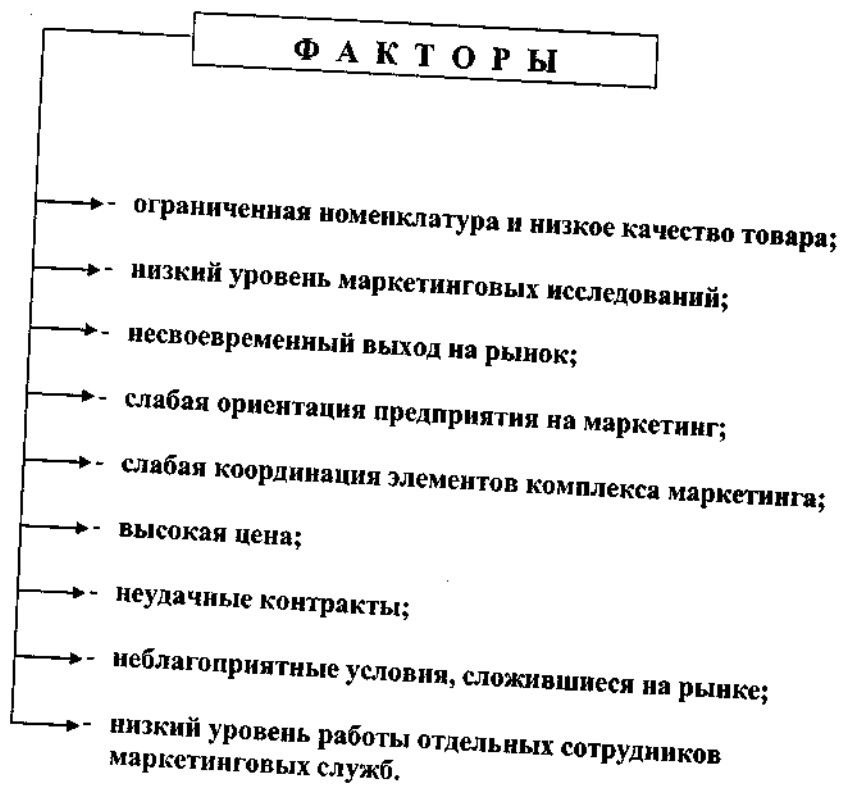 Ф А К Т О Р Ы
- ограниченная номенклатура и низкое качество товара;
- низкий уровень маркетинговых исследований;
- несвоевременный выход на рынок;
- слабая ориентация предприятия на маркетинг;
- слабая координация элементов комплекса маркетинга;
- высокая цена;
- неудачные контракты;
- неблагоприятные условия, сложившиеся на рынке;
- низкий уровень работы отдельных сотрудников
маркетинговых служб.